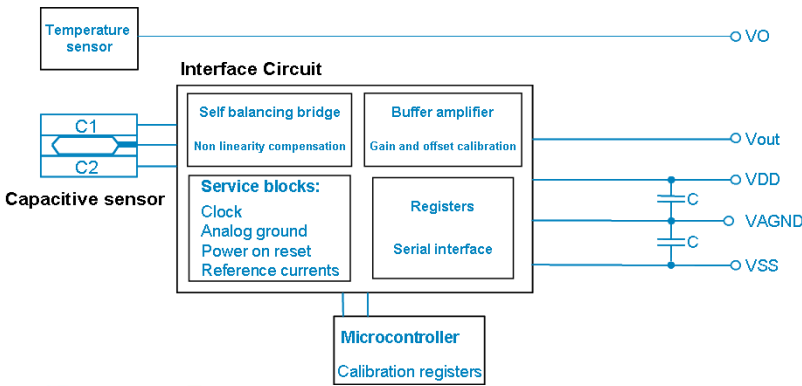 Temperature
sensor
VO
Interface Circuit
C1
C2
Capacitive sensor
Self balancing bridge
Non linearity compensation
Buffer amplifier
Gain and offset calibration
Vout
Service blocks:
Clock
Analog ground
Power on reset
Reference currents
Registers
Serial interface
VDD
C
VAGND
C
VSS
Microcontroller
Calibration registers